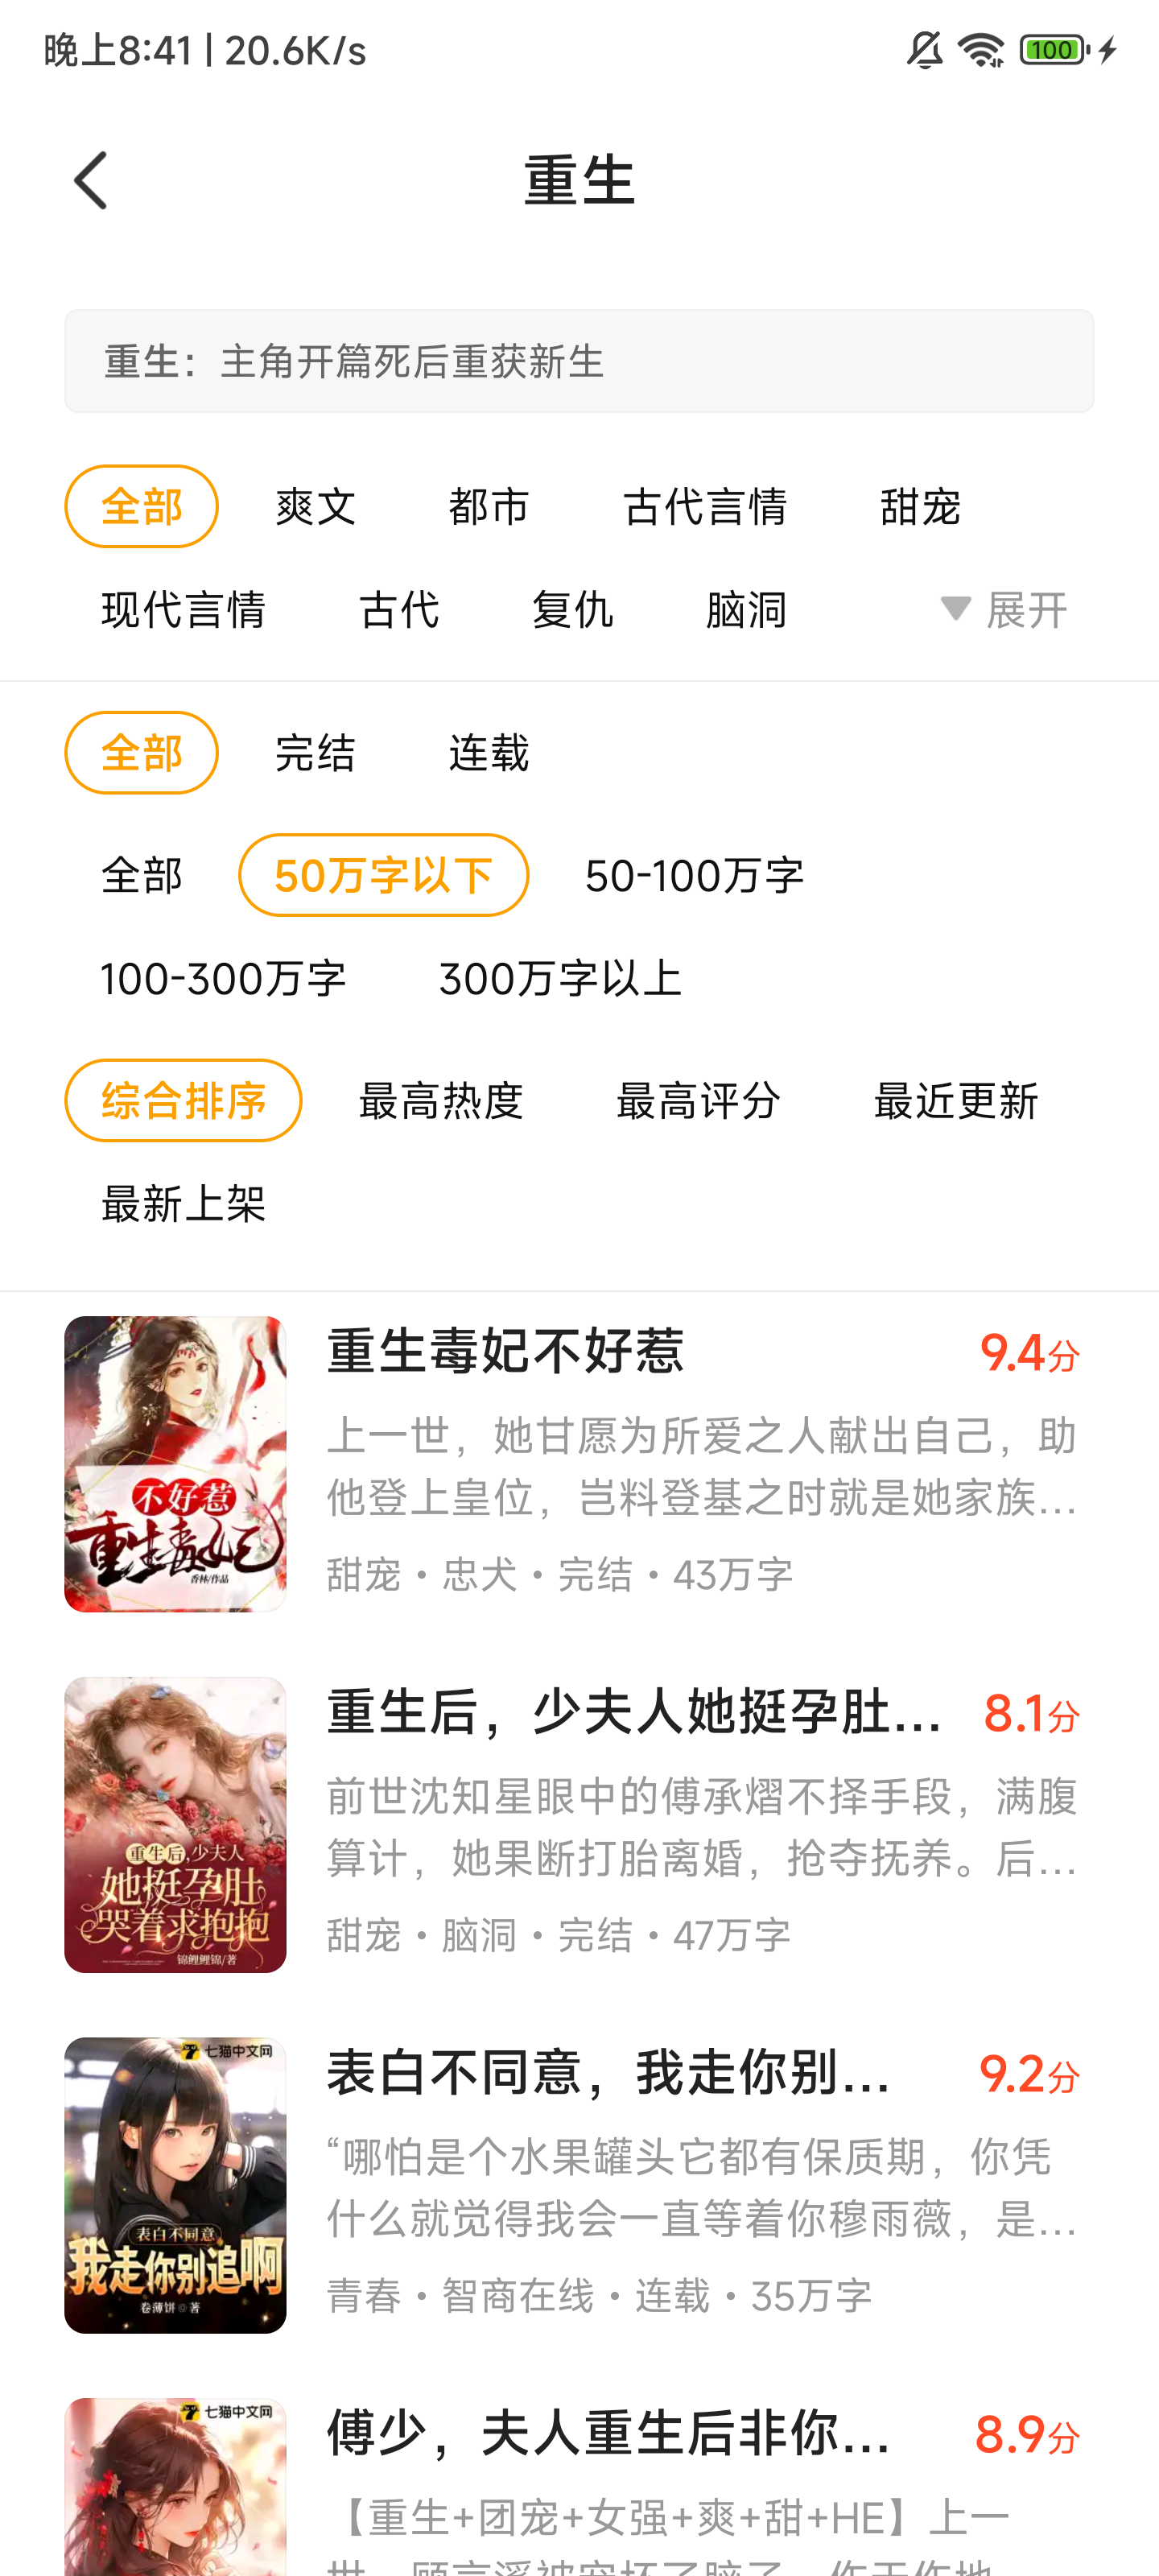 晚上8:41 | 20.6K/s
100
重生
重生：主角开篇死后重获新生
全部 爽文 都市 古代言情 甜宠
现代言情 古代 复仇 脑洞 展开
全部 完结 连载
全部 50万字以下 50-100万字
100-300万字 300万字以上
综合排序 最高热度 最高评分 最近更新
最新上架
不好惹
重生毒妃
香林/作品
重生毒妃不好惹 9.4分
上一世，她甘愿为所爱之人献出自己，助
他登上皇位，岂料登基之时就是她家族...
甜宠・忠犬・完结・43万字
重生后,少夫人
她挺孕肚
哭着求抱抱
锦鲤鲤锦/著
重生后，少夫人她挺孕肚... 8.1分
前世沈知星眼中的傅承熠不择手段，满腹
算计，她果断打胎离婚，抢夺抚养。后...
甜宠・脑洞・完结・47万字
七猫中文网
表白不同意
我走你别追啊
卷薄饼◎著
表白不同意，我走你别... 9.2分
“哪怕是个水果罐头它都有保质期，你凭
什么就觉得我会一直等着你穆雨薇，是...
青春・智商在线・连载・35万字
七猫中文网
傅少，夫人重生后非你... 8.9分
【重生+团宠+女强+爽+甜+HE】上一